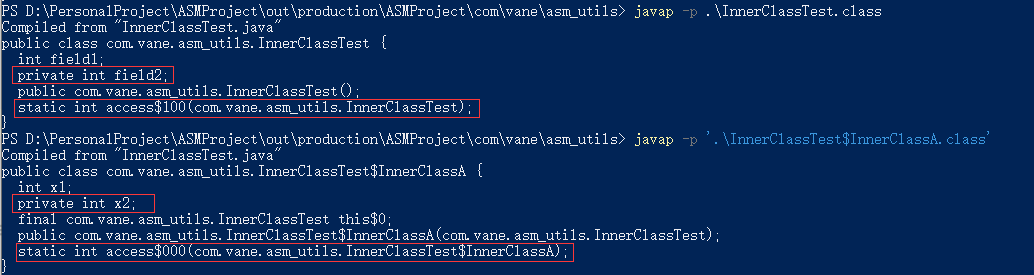 PS D:\PersonalProject\ASMProject\out\production\ASMProject\com\vane\asm_utils> javap -p .\InnerClassTest.class
Compiled from "InnerClassTest.java"
public class com.vane.asm_utils.InnerClassTest {
  int field1;
  private int field2;
  public com.vane.asm_utils.InnerClassTest();
  static int access$100(com.vane.asm_utils.InnerClassTest);
}
PS D:\PersonalProject\ASMProject\out\production\ASMProject\com\vane\asm_utils> javap -p '.\InnerClassTest$InnerClassA.class'
Compiled from "InnerClassTest.java"
public class com.vane.asm_utils.InnerClassTest$InnerClassA {
  int x1;
  private int x2;
  final com.vane.asm_utils.InnerClassTest this$0;
  public com.vane.asm_utils.InnerClassTest$InnerClassA(com.vane.asm_utils.InnerClassTest);
  static int access$000(com.vane.asm_utils.InnerClassTest$InnerClassA);
}